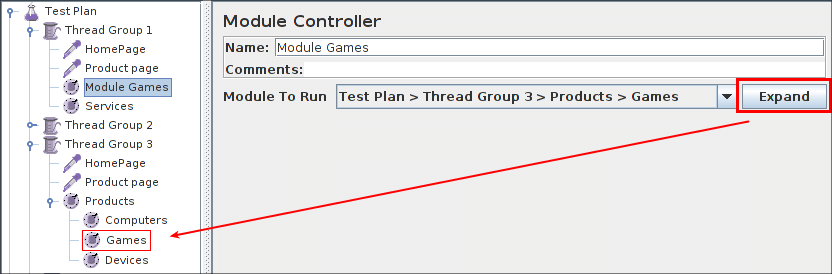 Test Plan
Thread Group 1
HomePage
Product page
Module Games
Services
Thread Group 2
Thread Group 3
HomePage
Product page
Products
Computers
Games
Devices
Module Controller
Name: Module Games
Comments:
Module To Run Test Plan > Thread Group 3 > Products > Games Expand